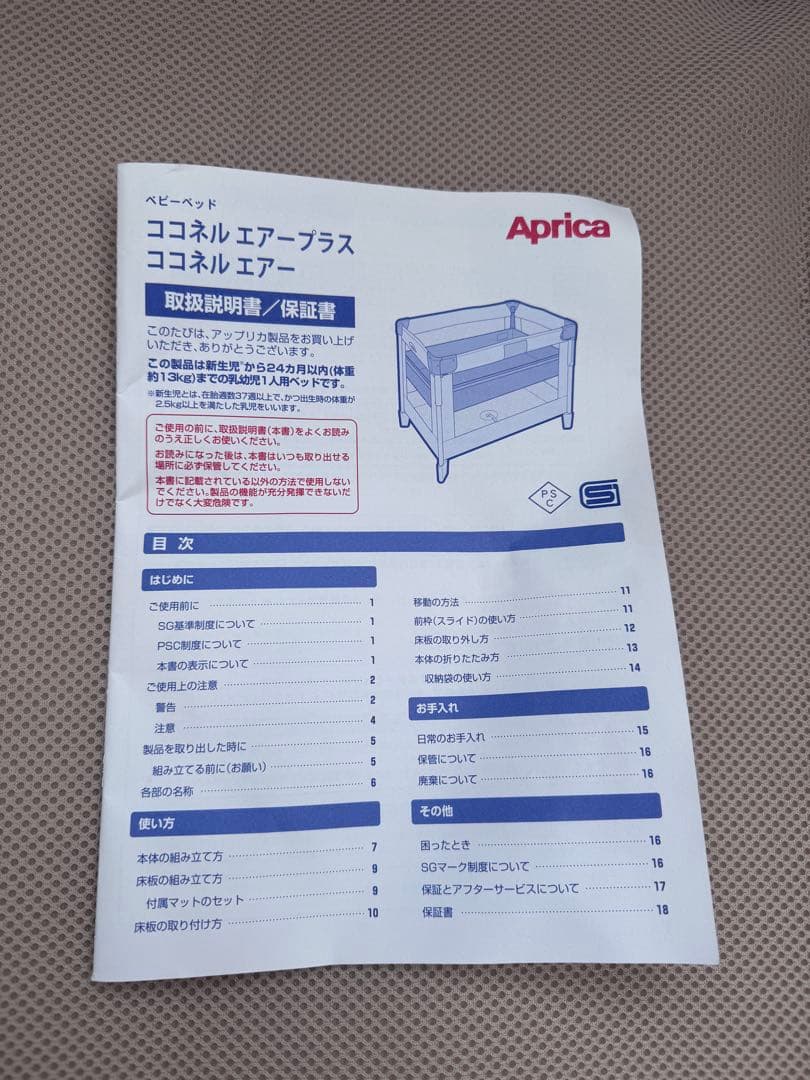 ベビーベッド
ココネル エアープラス
ココネル エアー
Aprica
取扱説明書/保証書
このたびは、アップリカ製品をお買い上げ
いただき、ありがとうございます。
この製品は新生児※から24カ月以内(体重
約13kg)までの乳幼児1人用ベッドです。
※新生児とは、在胎週数37週以上で、かつ出生時の体重が
2.5kg以上を満たした乳児をいいます。
ご使用の前に、取扱説明書(本書)をよくお読み
のうえ正しくお使いください。
お読みになった後は、本書はいつも取り出せる
場所に必ず保管してください。
本書に記載されている以外の方法で使用しない
でください。製品の機能が充分発揮できないだ
けでなく大変危険です。
PS
C
目 次
はじめに
ご使用前に 1
SG基準制度について 1
PSC制度について 1
本書の表示について 1
ご使用上の注意 2
警告 2
注意 4
製品を取り出した時に 5
組み立てる前に(お願い) 5
各部の名称 6
使い方
本体の組み立て方 7
床板の組み立て方 9
付属マットのセット 9
床板の取り付け方 10
移動の方法 11
前枠(スライド)の使い方 11
床板の取り外し方 12
本体の折りたたみ方 13
収納袋の使い方 14
お手入れ
日常のお手入れ 15
保管について 16
廃棄について 16
その他
困ったとき 16
SGマーク制度について 16
保証とアフターサービスについて 17
保証書 18